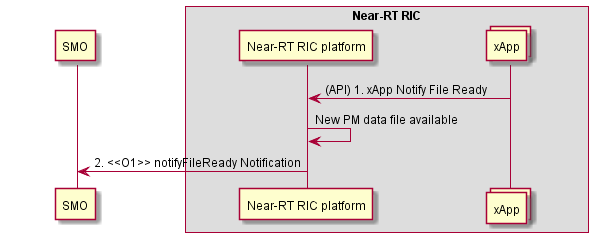 Near-RT RIC
SMO
Near-RT RIC platform
xApp
(API) 1. xApp Notify File Ready
New PM data file available
2. <<O1>> notifyFileReady Notification
SMO
Near-RT RIC platform
xApp